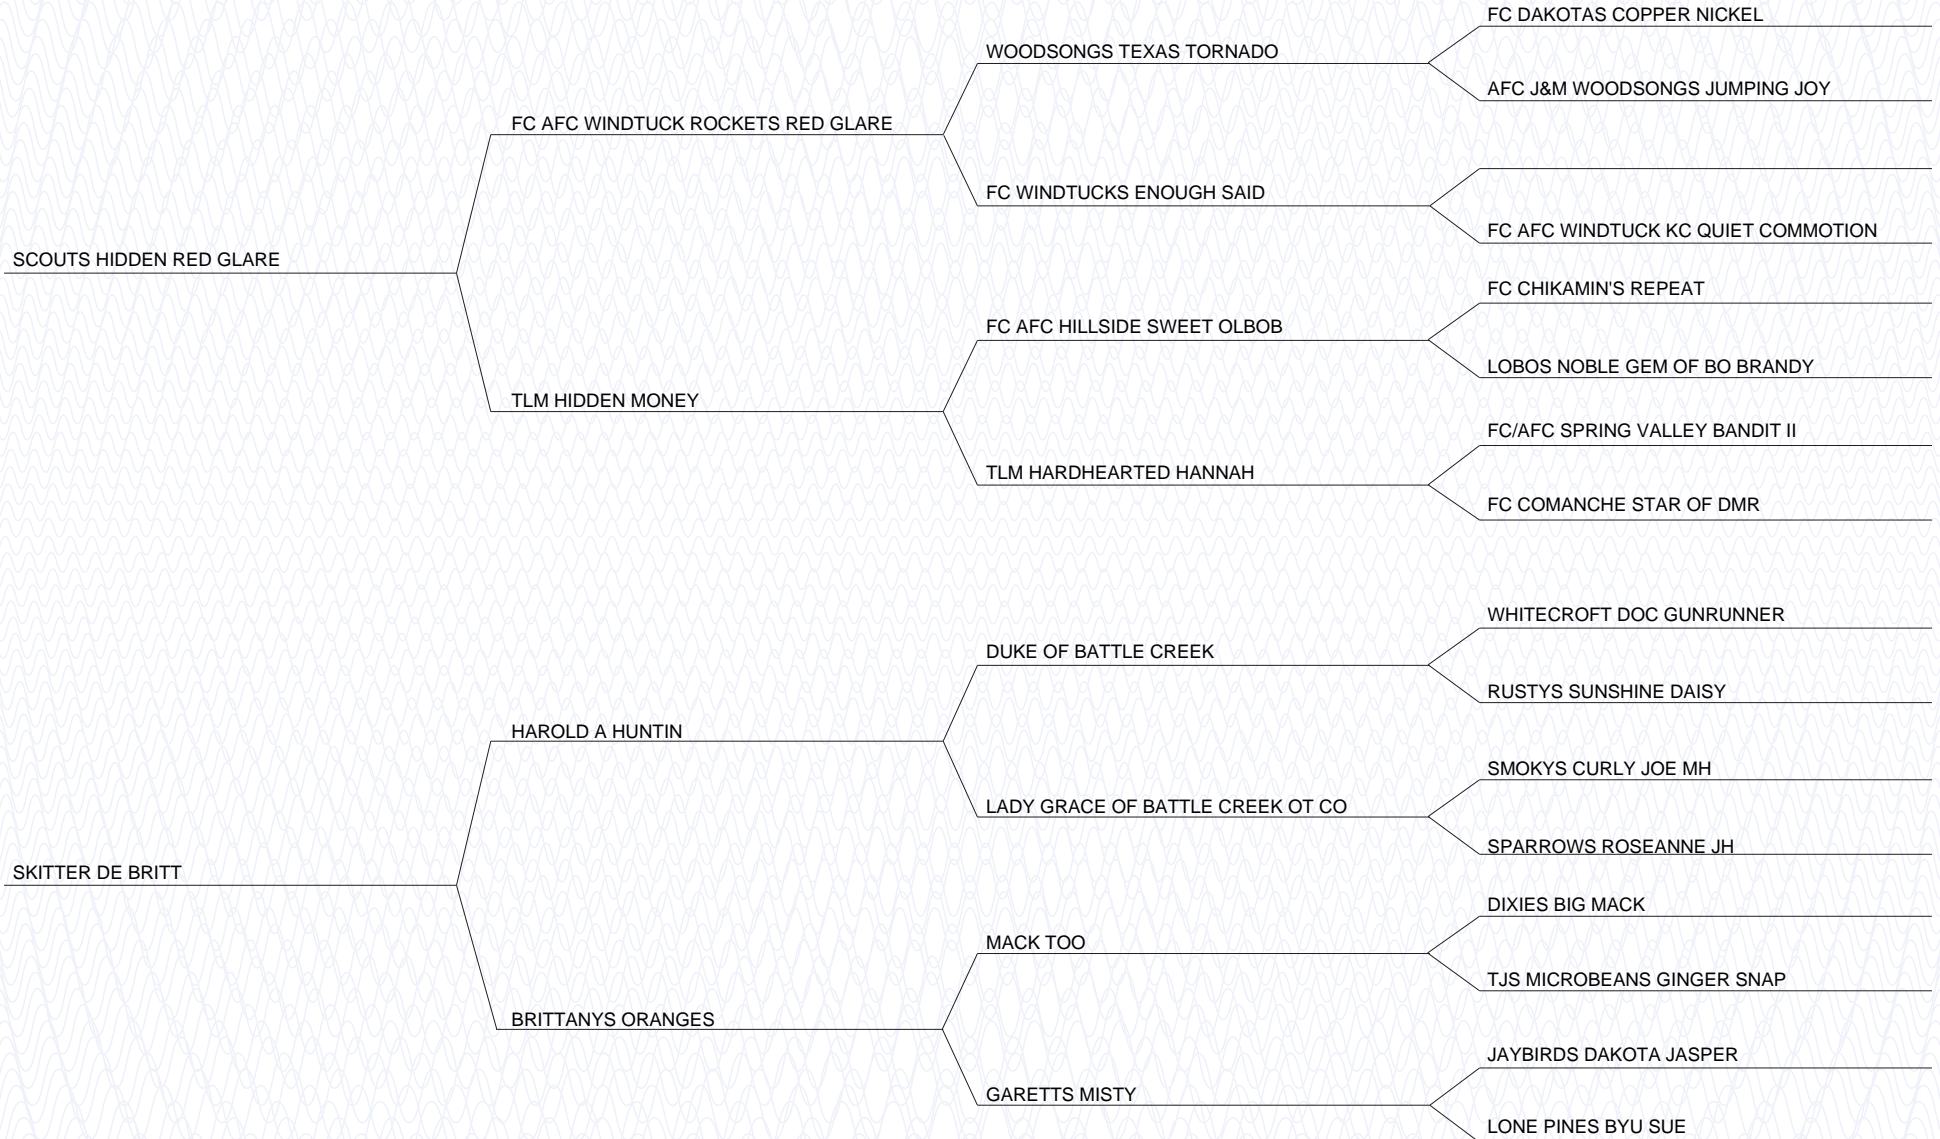 FC DAKOTAS COPPER NICKEL
WOODSONGS TEXAS TORNADO
AFC J&M WOODSONGS JUMPING JOY
FC AFC WINDTUCK ROCKETS RED GLARE
FC WINDTUCKS ENOUGH SAID
FC AFC WINDTUCK KC QUIET COMMOTION
SCOUTS HIDDEN RED GLARE
FC CHIKAMIN'S REPEAT
FC AFC HILLSIDE SWEET OLBOB
LOBOS NOBLE GEM OF BO BRANDY
TLM HIDDEN MONEY
FC/AFC SPRING VALLEY BANDIT II
TLM HARDHEARTED HANNAH
FC COMANCHE STAR OF DMR
WHITECROFT DOC GUNRUNNER
DUKE OF BATTLE CREEK
RUSTYS SUNSHINE DAISY
HAROLD A HUNTIN
SMOKYS CURLY JOE MH
LADY GRACE OF BATTLE CREEK OT CO
SPARROWS ROSEANNE JH
SKITTER DE BRITT
DIXIES BIG MACK
MACK TOO
TJS MICROBEANS GINGER SNAP
BRITTANYS ORANGES
JAYBIRDS DAKOTA JASPER
GARETTS MISTY
LONE PINES BYU SUE